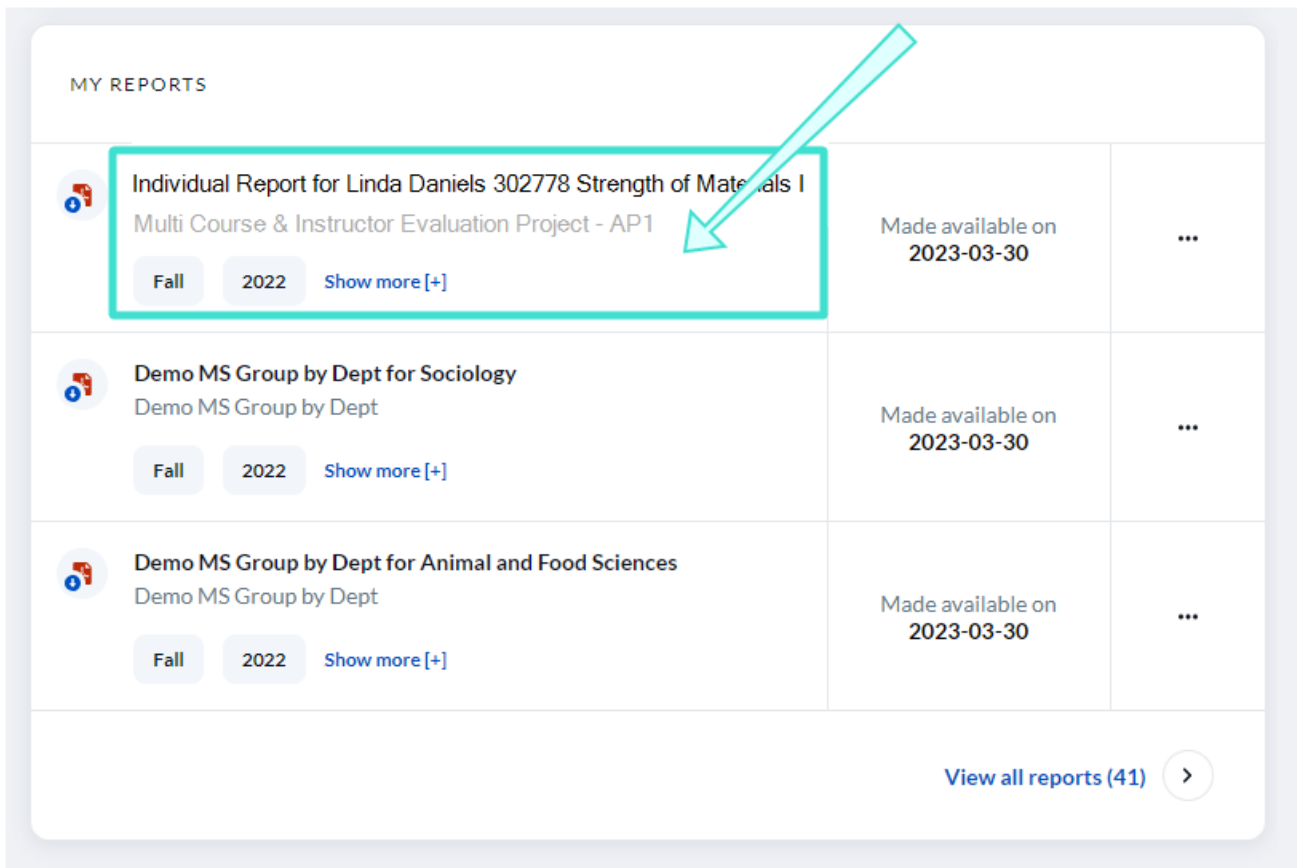 MY REPORTS
Individual Report for Linda Daniels 302778 Strength of Materials I
Multi Course & Instructor Evaluation Project - AP1
Fall 2022 Show more [+]
Made available on
2023-03-30
Demo MS Group by Dept for Sociology
Demo MS Group by Dept
Fall 2022 Show more [+]
Made available on
2023-03-30
Demo MS Group by Dept for Animal and Food Sciences
Demo MS Group by Dept
Fall 2022 Show more [+]
Made available on
2023-03-30
View all reports (41)